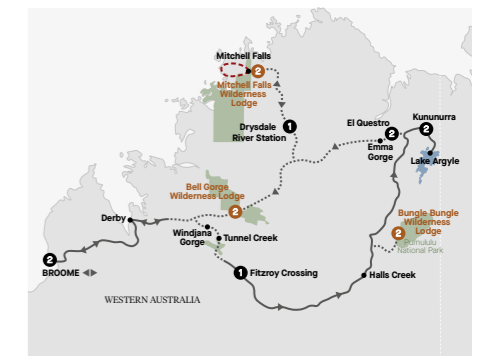 Mitchell Falls
2
Mitchell Falls
Wilderness
Lodge
Drysdale
River Station
1
El Questro
2
Kununurra
2
Emma
Gorge
Lake Argyle
Bell Gorge
Wilderness Lodge
2
Derby
Windjana
Gorge
Tunnel Creek
Bungle Bungle
Wilderness
Lodge
2
Purnululu
National Park
2
BROOME
1
Fitzroy Crossing
Halls Creek
WESTERN AUSTRALIA